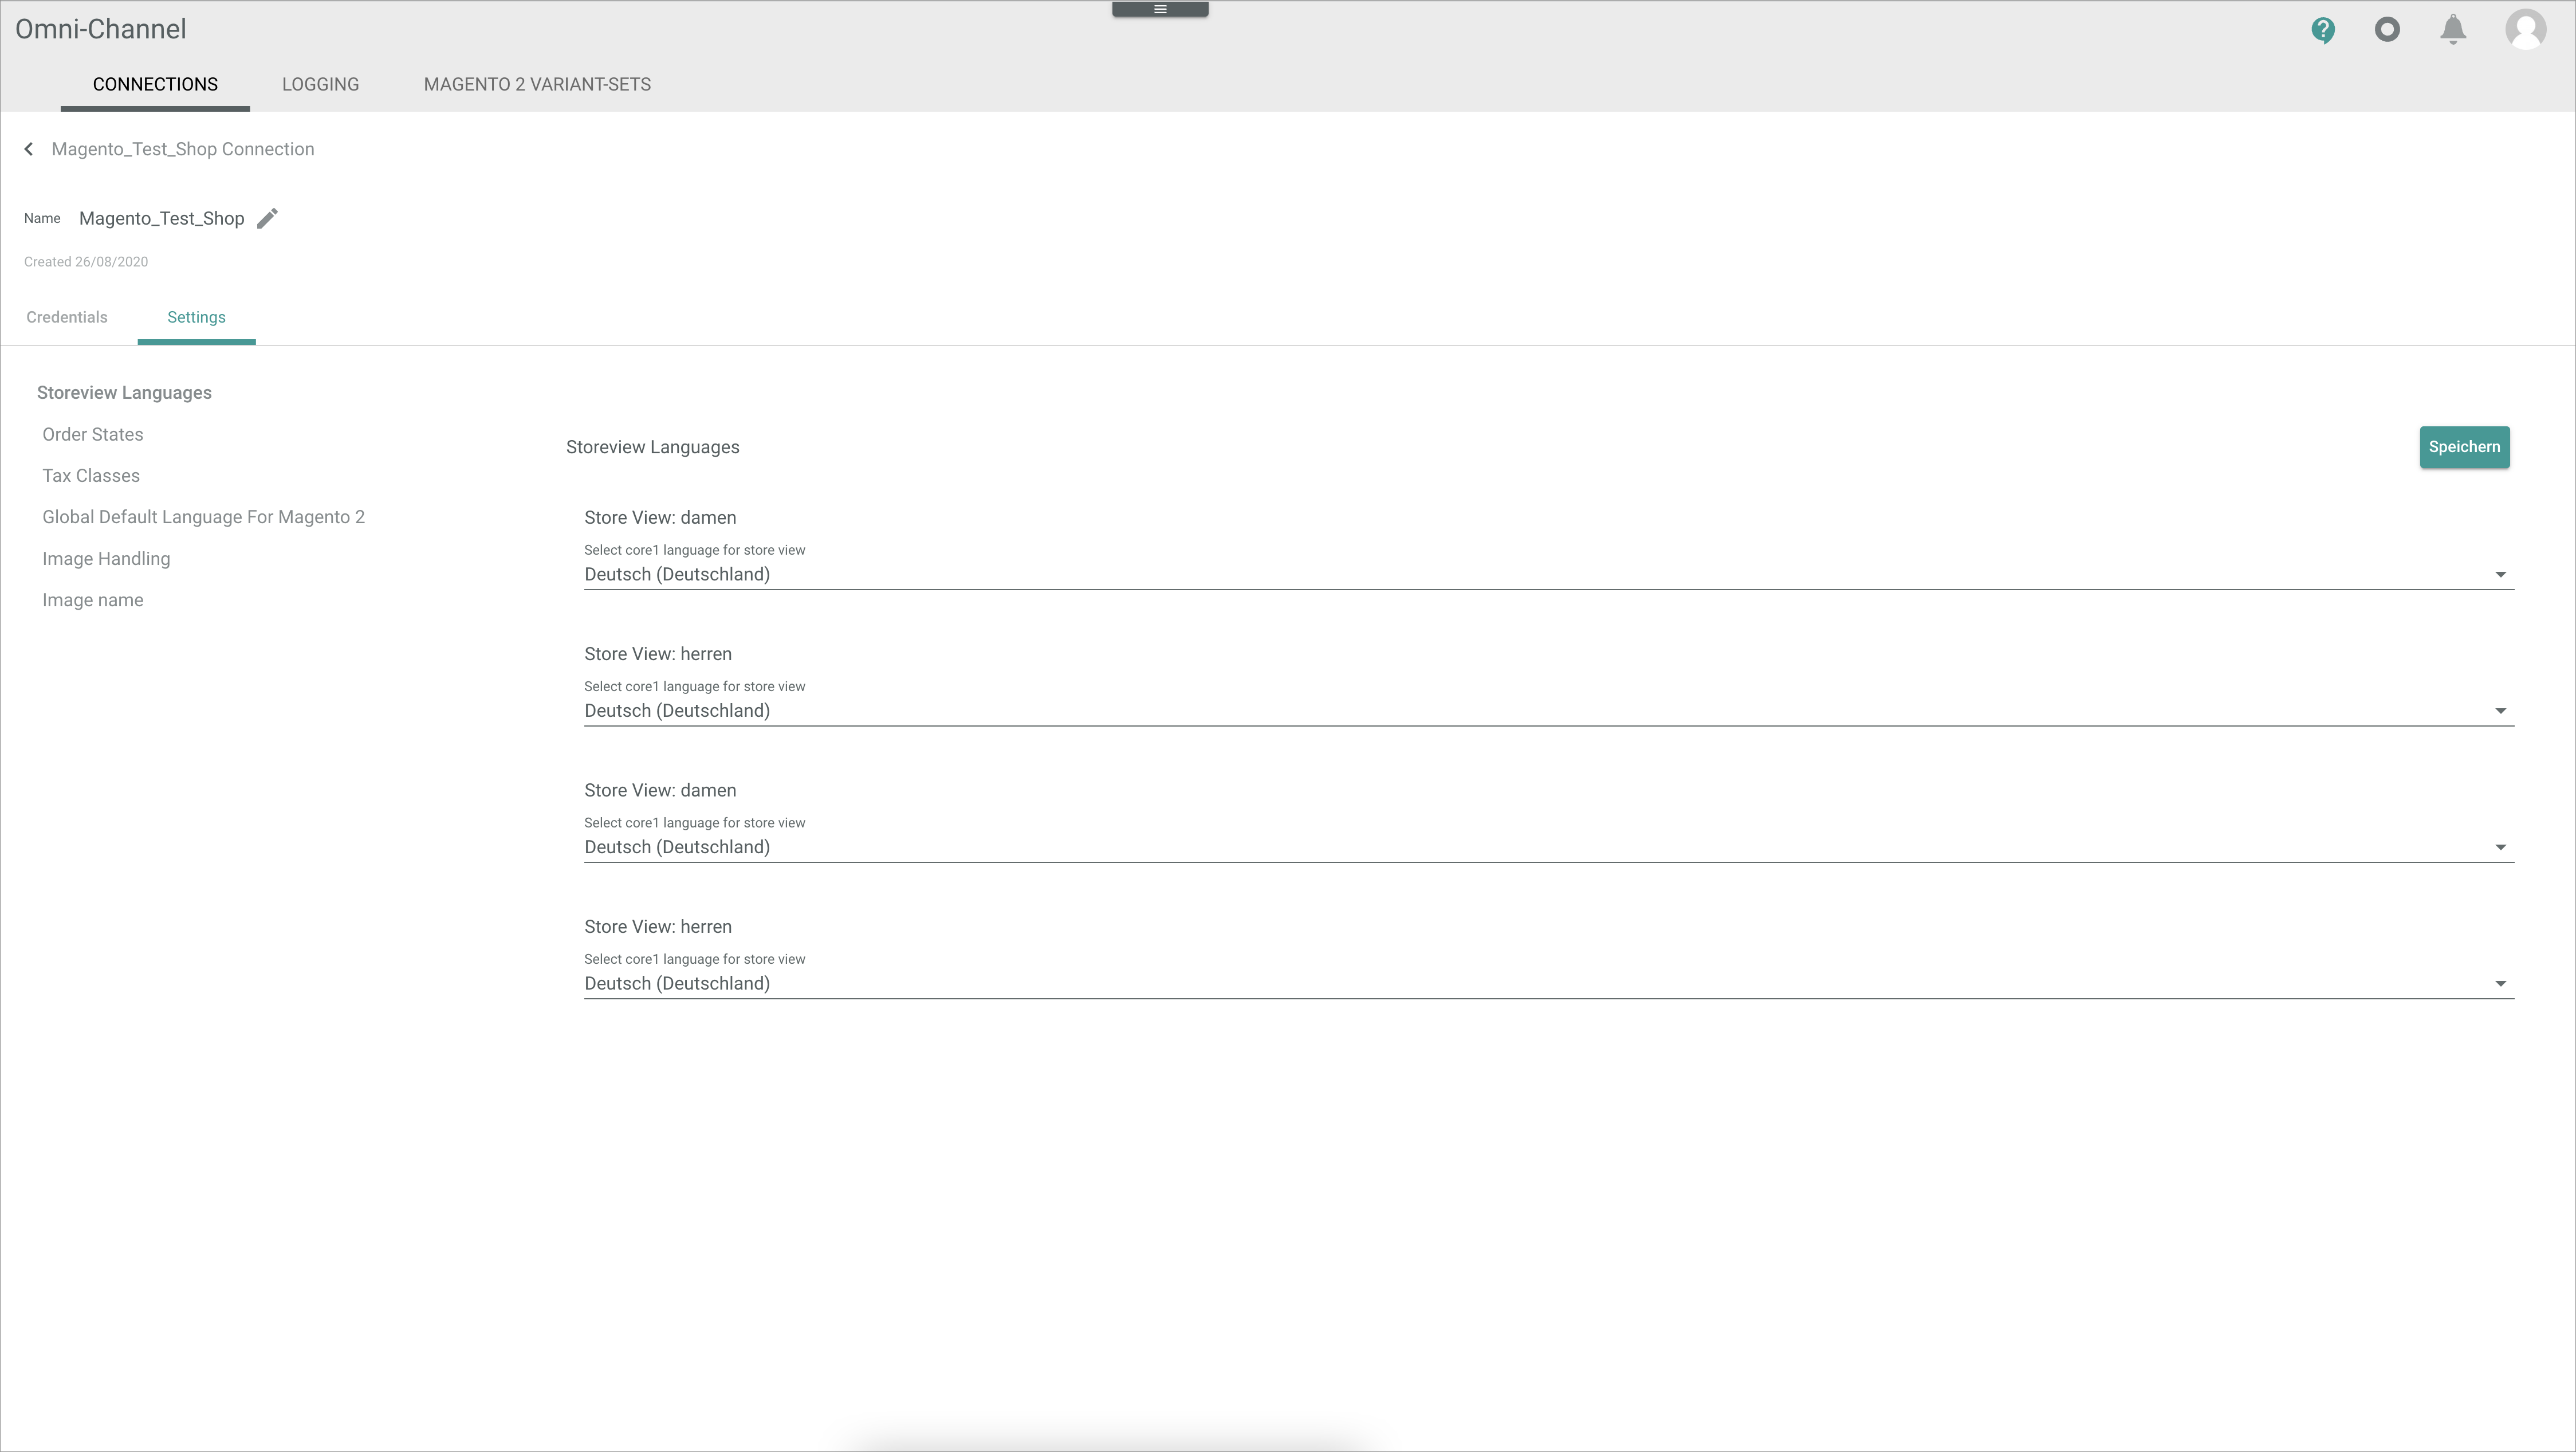 Omni-Channel
CONNECTIONS LOGGING MAGENTO 2 VARIANT-SETS
Magento_Test_Shop Connection
Name Magento_Test_Shop
Created 26/08/2020
Credentials Settings
Storeview Languages
Order States
Tax Classes
Global Default Language For Magento 2
Image Handling
Image name
Storeview Languages Speichern
Store View: damen
Select core1 language for store view
Deutsch (Deutschland)
Store View: herren
Select core1 language for store view
Deutsch (Deutschland)
Store View: damen
Select core1 language for store view
Deutsch (Deutschland)
Store View: herren
Select core1 language for store view
Deutsch (Deutschland)